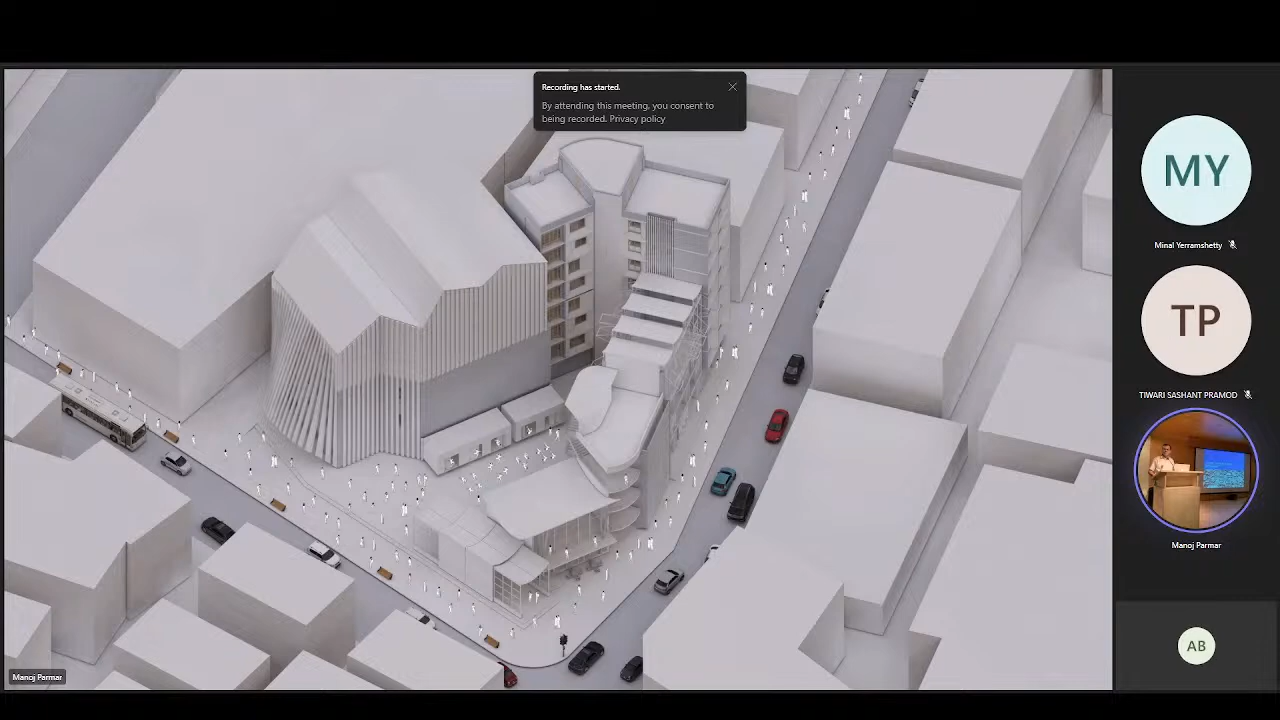 Recording has started.
By attending this meeting, you consent to
being recorded. Privacy policy
MY
Minal Yerramshetty
TP
TIWARI SASHANT PRAMOD
Manoj Parmar
AB
Manoj Parmar